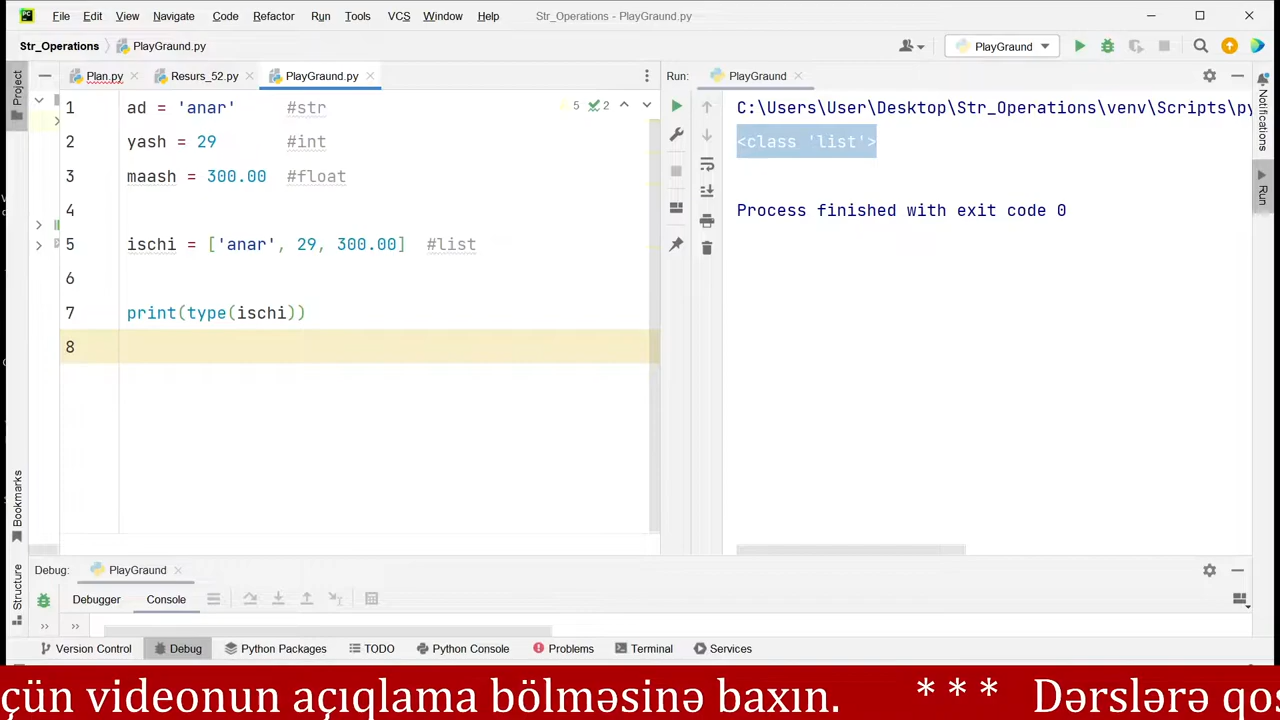 File Edit View Navigate Code Refactor Run Tools VCS Window Help Str_Operations - PlayGraund.py
Str_Operations PlayGraund.py PlayGraund
Project
Plan.py Resurs_52.py PlayGraund.py
5 2
1 ad = 'anar' #str
2 yash = 29 #int
3 maash = 300.00 #float
4
5 ischi = ['anar', 29, 300.00] #list
6
7 print(type(ischi))
8
Run: PlayGraund
C:\Users\User\Desktop\Str_Operations\venv\Scripts\py
<class 'list'>
Process finished with exit code 0
Notifications
Run
Bookmarks
Structure
Debug: PlayGraund
Debugger Console
Version Control Debug Python Packages TODO Python Console Problems Terminal Services
çün videonun açıqlama bölməsinə baxın. * * * Dərslərə qoş